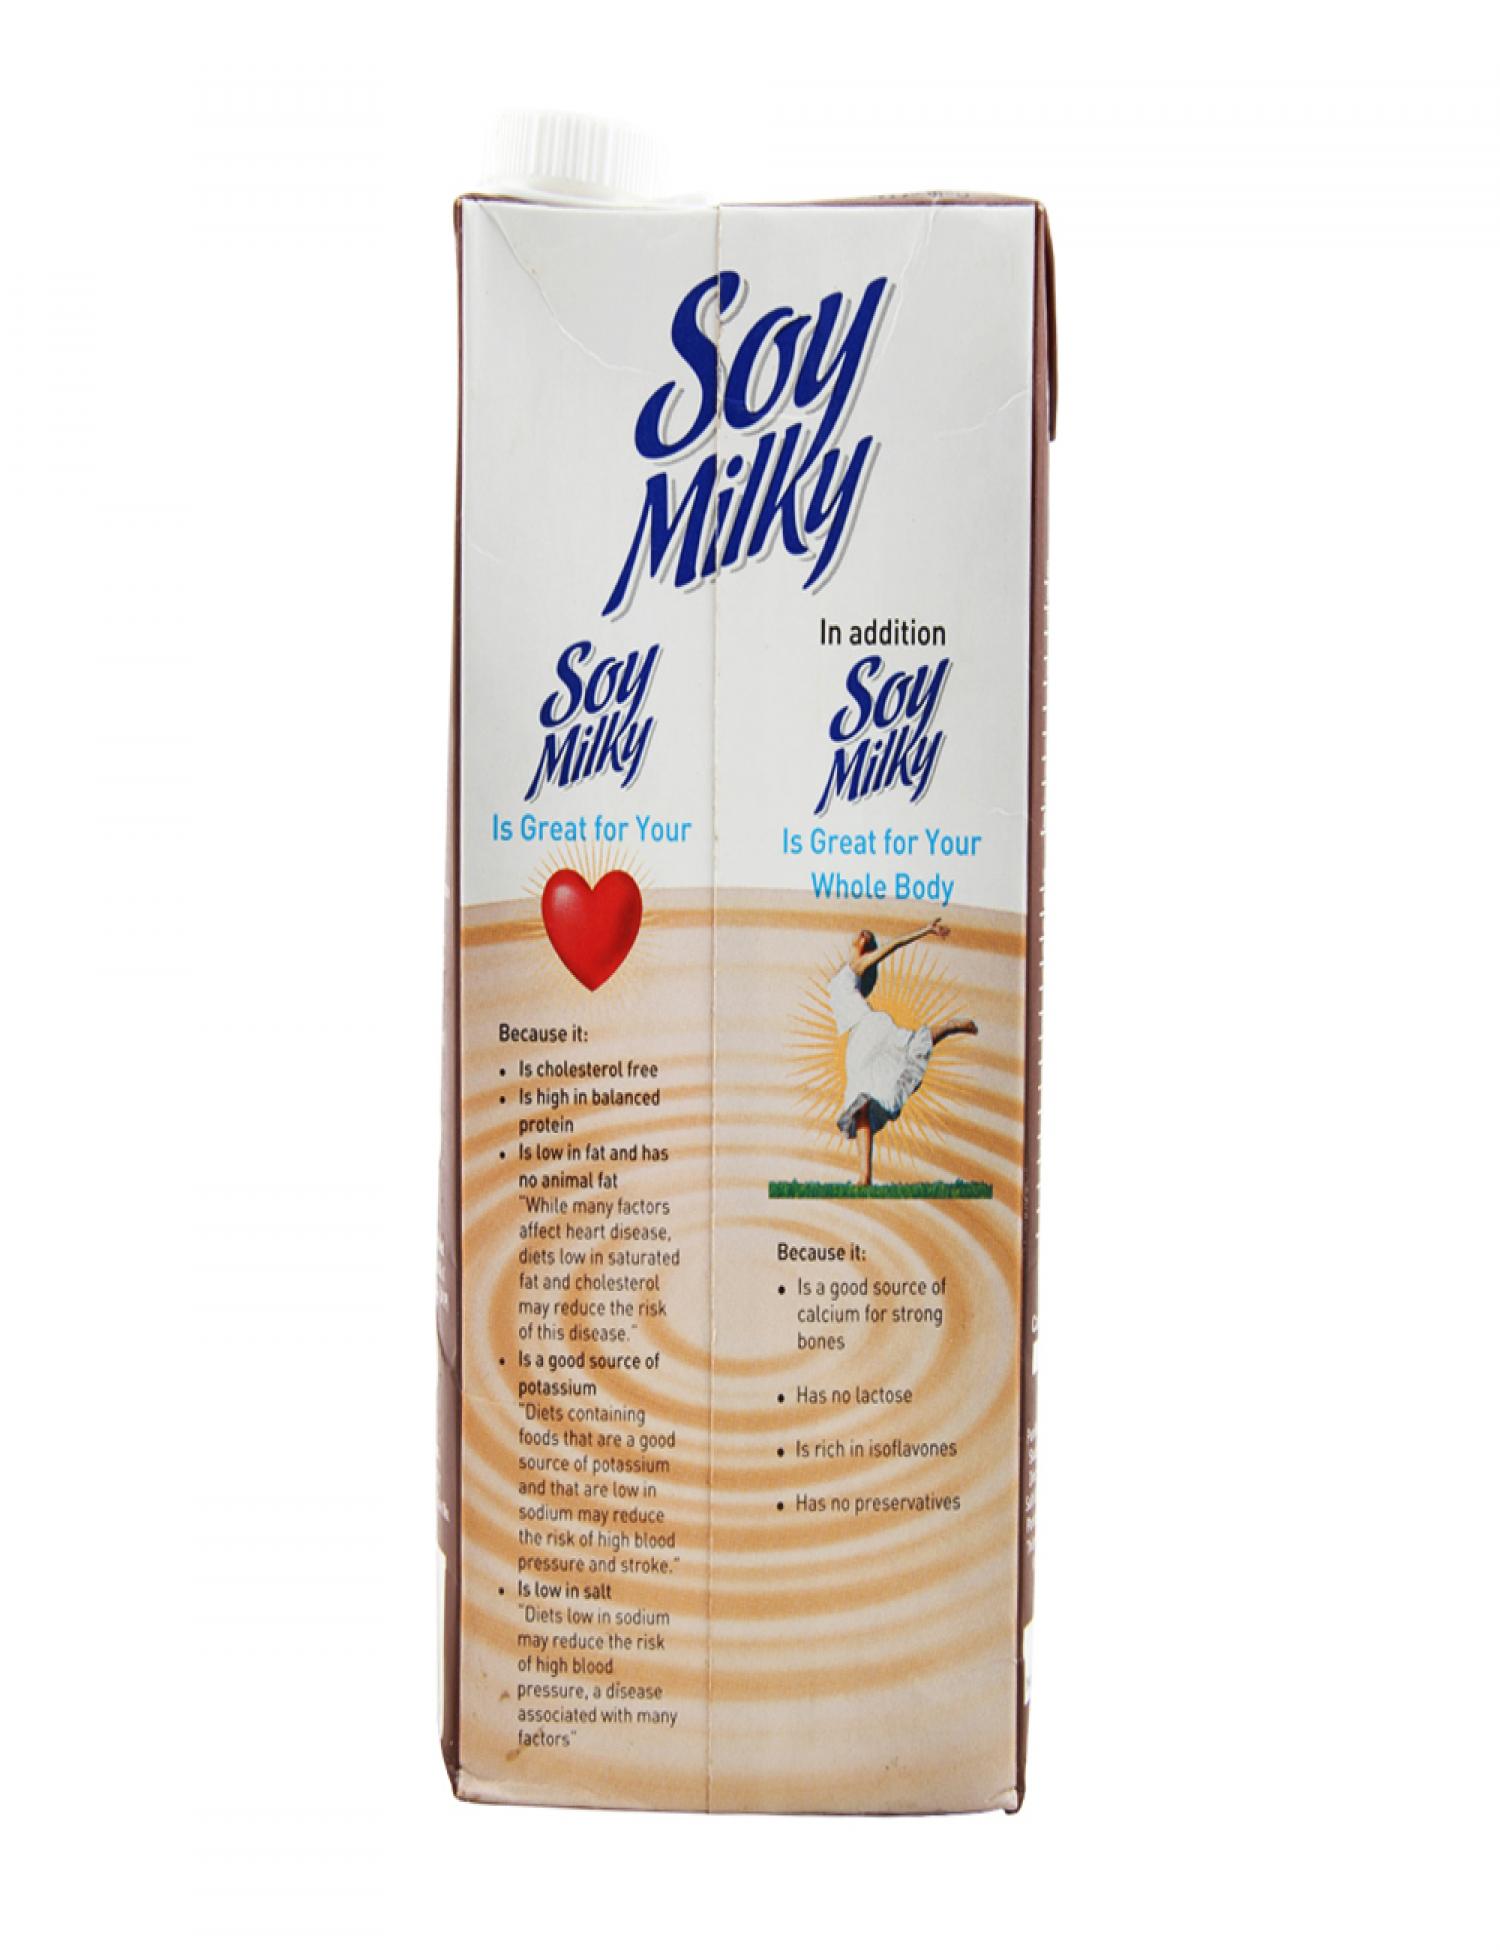 Soy
Milky
Soy
Milky
Is Great for Your
Because it:
• Is cholesterol free
• Is high in balanced
protein
• Is low in fat and has
no animal fat
"While many factors
affect heart disease,
diets low in saturated
fat and cholesterol
may reduce the risk
of this disease."
• Is a good source of
potassium
"Diets containing
foods that are a good
source of potassium
and that are low in
sodium may reduce
the risk of high blood
pressure and stroke."
• Is low in salt
"Diets low in sodium
may reduce the risk
of high blood
pressure, a disease
associated with many
factors"
In addition
Soy
Milky
Is Great for Your
Whole Body
Because it:
• Is a good source of
calcium for strong
bones
• Has no lactose
• Is rich in isoflavones
• Has no preservatives